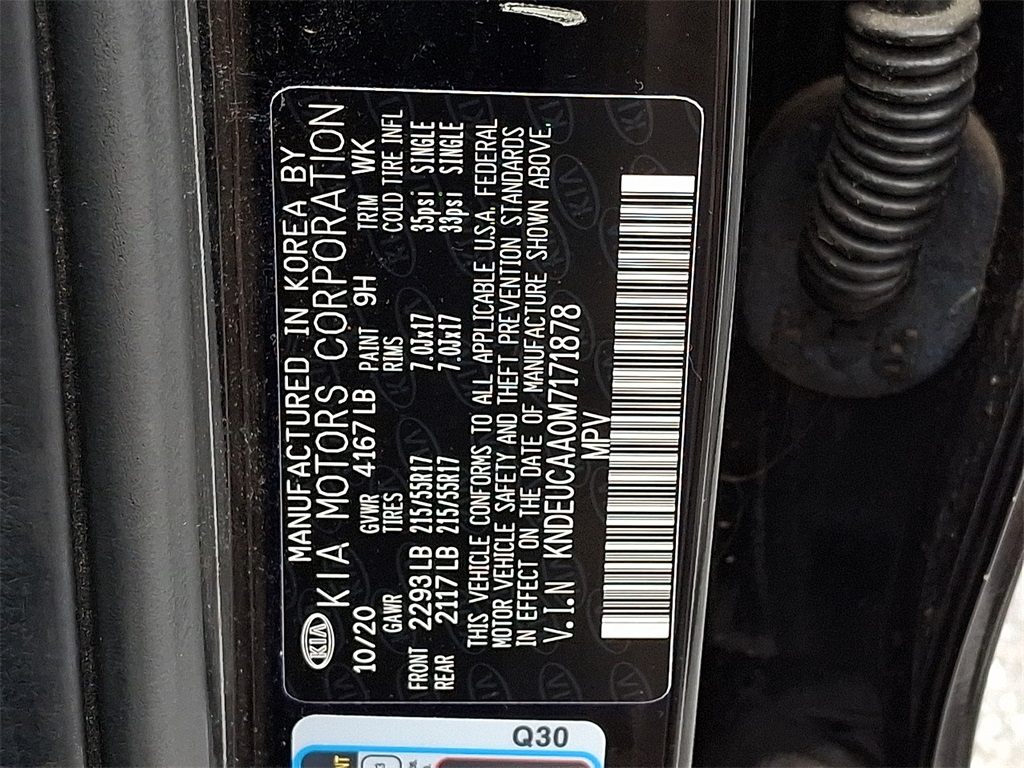 MANUFACTURED IN KOREA BY
KIA KIA MOTORS CORPORATION
10/20 GVWR 4167 LB PAINT 9H TRIM WK
GAWR TIRES RIMS COLD TIRE INFL
FRONT 2293 LB 215/55R17 7.0Jx17 35psi SINGLE
REAR 2117 LB 215/55R17 7.0Jx17 38psi SINGLE
THIS VEHICLE CONFORMS TO ALL APPLICABLE U.S.A. FEDERAL
MOTOR VEHICLE SAFETY AND THEFT PREVENTION STANDARDS
IN EFFECT ON THE DATE OF MANUFACTURE SHOWN ABOVE.
V.I.N KNDEUCAA0M7171878
MPV
Q30